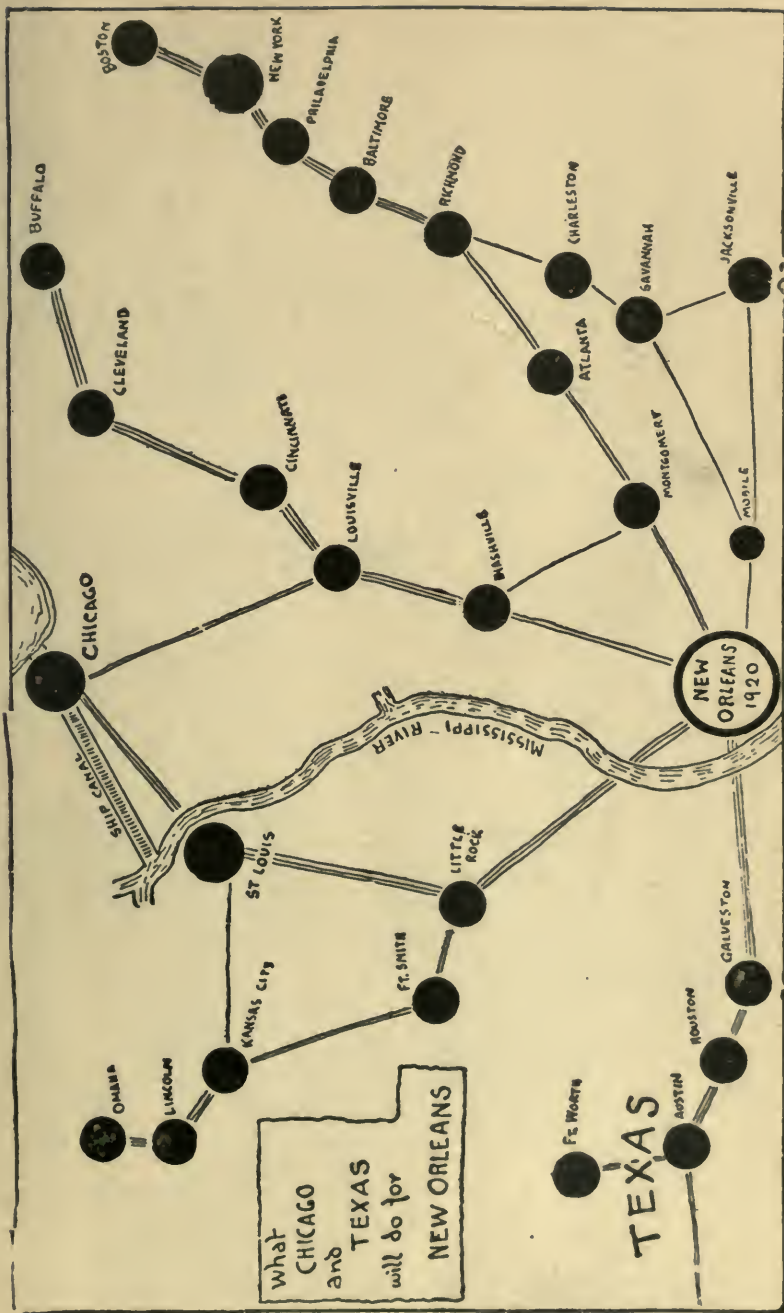 BOSTON
NEW YORK
PHILADELPHIA
BALTIMORE
RICHMOND
CHARLESTON
SAVANNAH
JACKSONVILLE
BUFFALO
CLEVELAND
CINCINNATI
LOUISVILLE
NASHVILLE
ATLANTA
MONTGOMERY
MOBILE
CHICAGO
SHIP CANAL
MISSISSIPPI - RIVER
NEW
ORLEANS
1920
ST LOUIS
LITTLE
ROCK
FT. SMITH
KANSAS CITY
LINCOLN
OMAHA
GALVESTON
HOUSTON
AUSTIN
FT. WORTH
TEXAS
What
CHICAGO
and
TEXAS
will do for
NEW ORLEANS